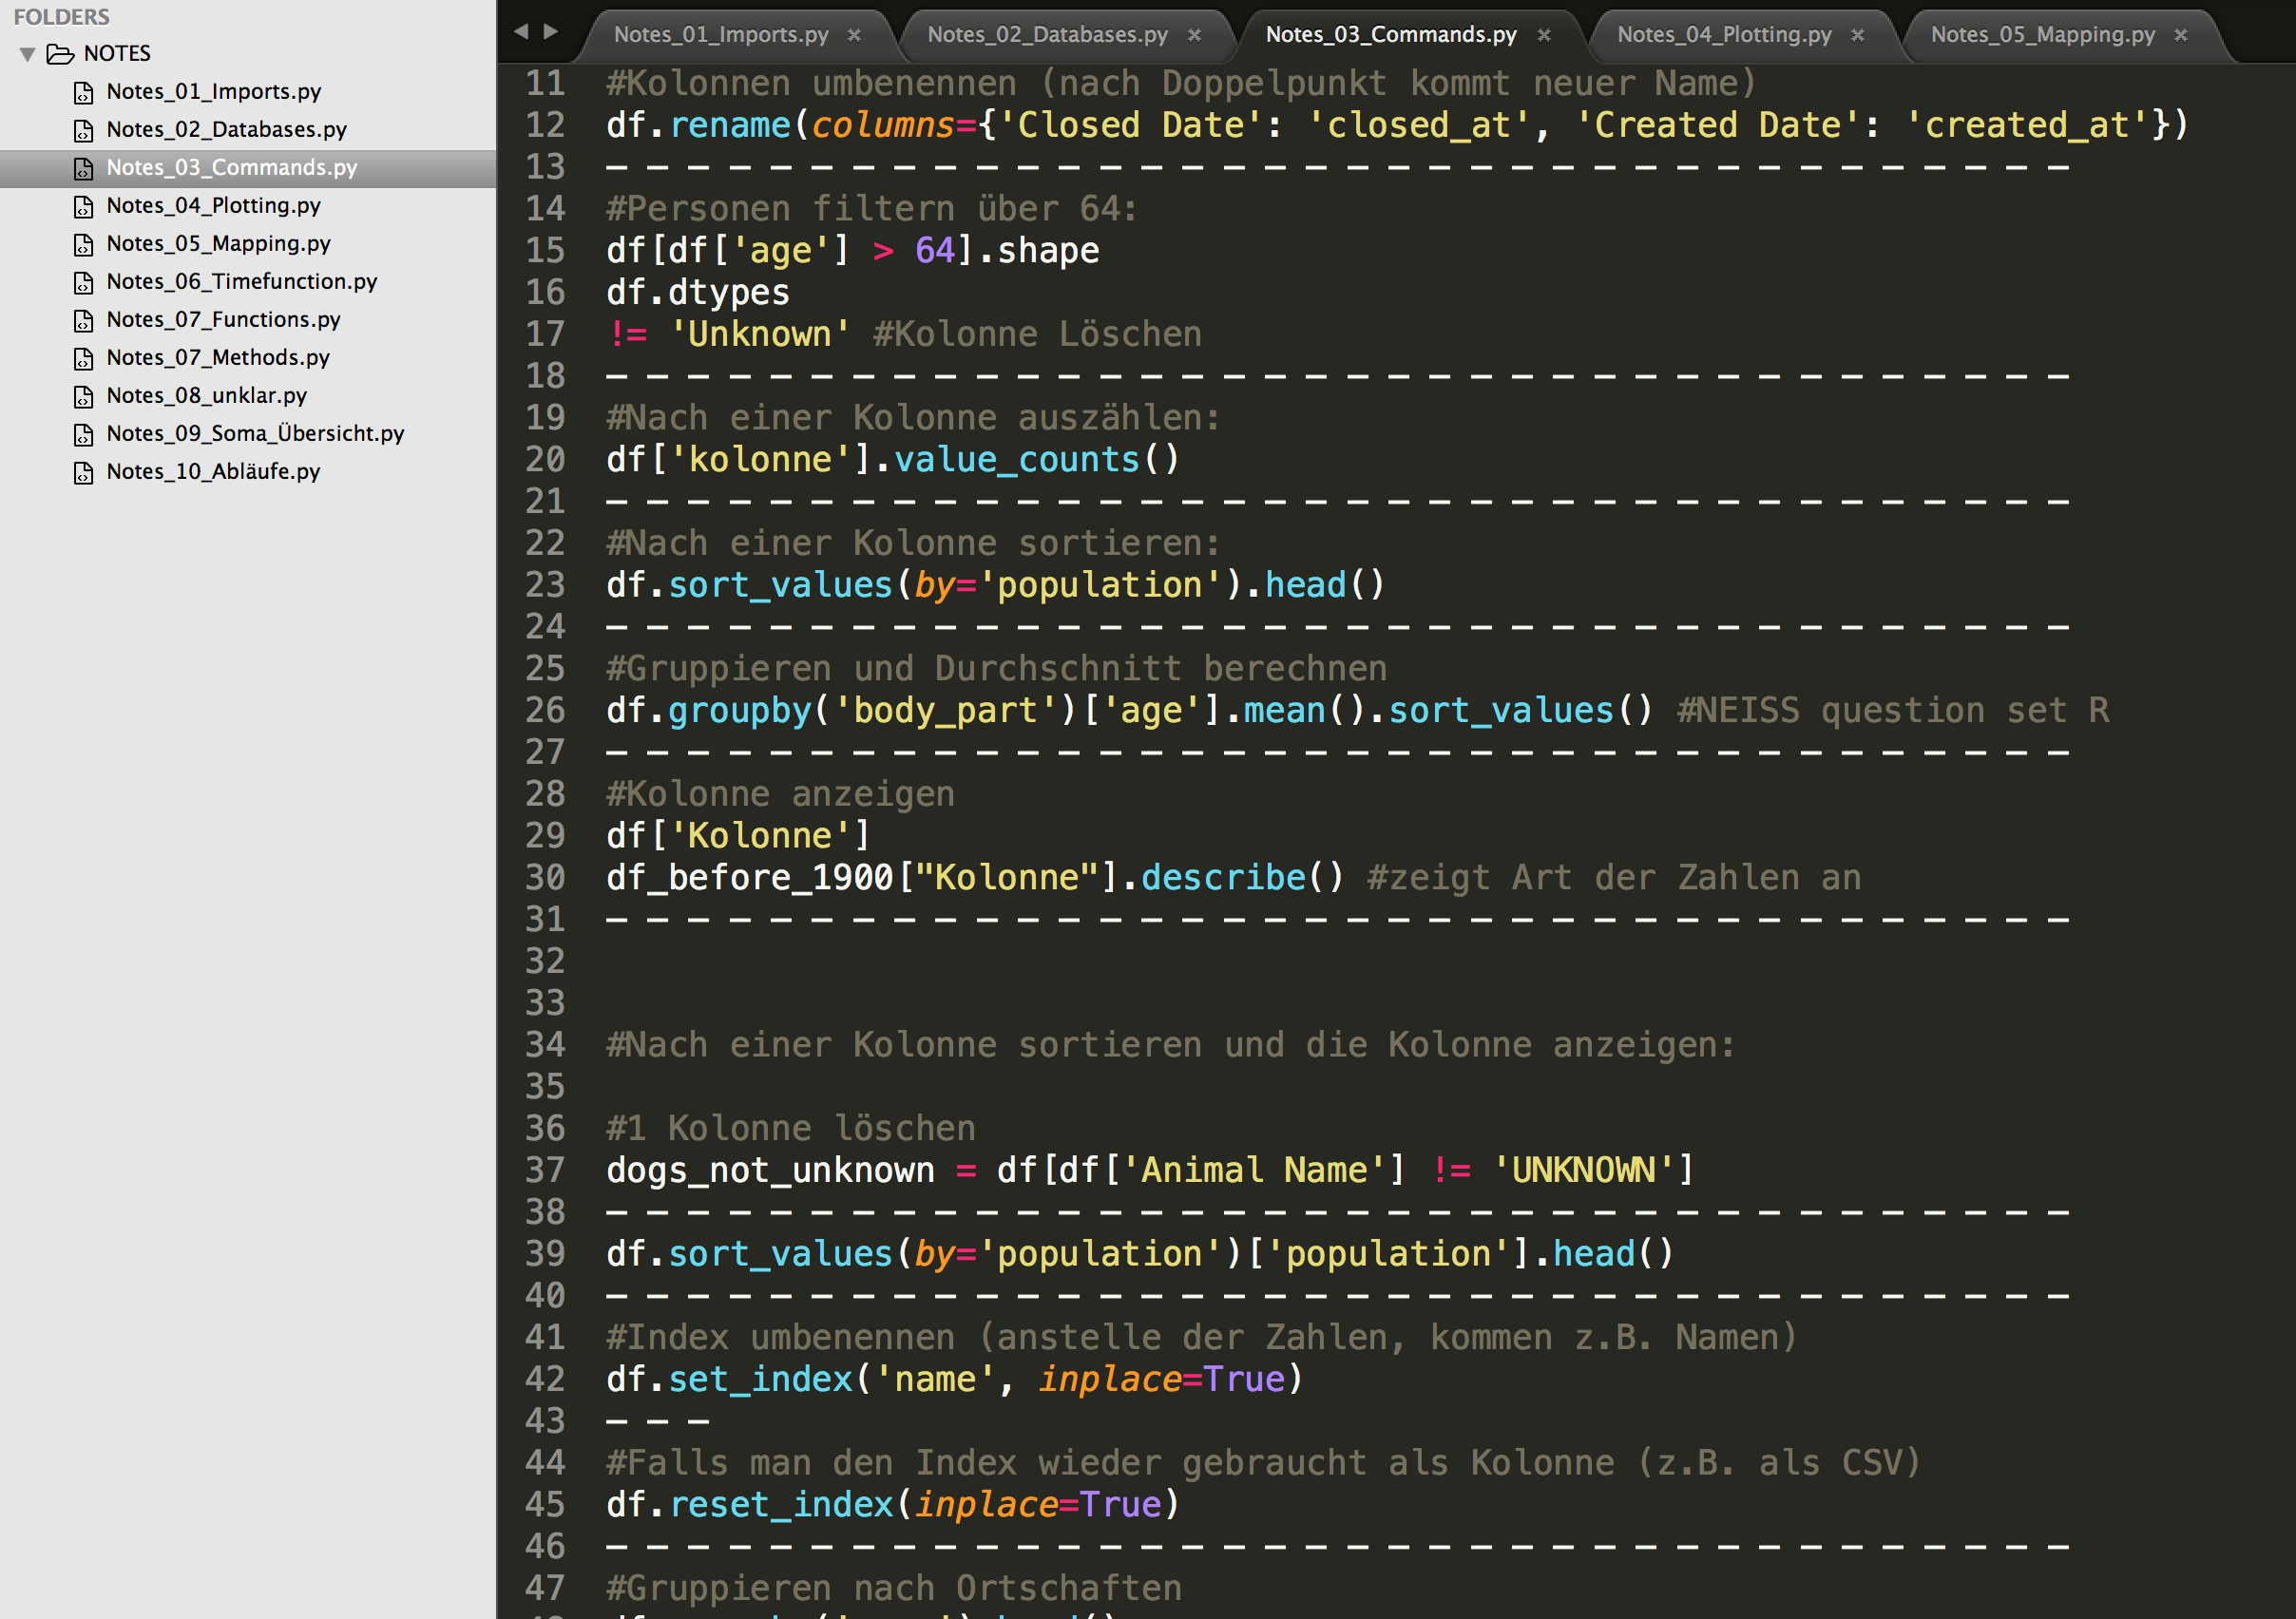 FOLDERS
NOTES
Notes_01_Imports.py
Notes_02_Databases.py
Notes_03_Commands.py
Notes_04_Plotting.py
Notes_05_Mapping.py
Notes_06_Timefunction.py
Notes_07_Functions.py
Notes_07_Methods.py
Notes_08_unklar.py
Notes_09_Soma_Übersicht.py
Notes_10_Abläufe.py
Notes_01_Imports.py × Notes_02_Databases.py × Notes_03_Commands.py × Notes_04_Plotting.py × Notes_05_Mapping.py ×
11 #Kolonnen umbenennen (nach Doppelpunkt kommt neuer Name)
12 df.rename(columns={'Closed Date': 'closed_at', 'Created Date': 'created_at'})
13 – – – – – – – – – – – – – – – – – – – – – – – – – – – – – – – – – – – –
14 #Personen filtern über 64:
15 df[df['age'] > 64].shape
16 df.dtypes
17 != 'Unknown' #Kolonne Löschen
18 – – – – – – – – – – – – – – – – – – – – – – – – – – – – – – – – – – – –
19 #Nach einer Kolonne auszählen:
20 df['kolonne'].value_counts()
21 – – – – – – – – – – – – – – – – – – – – – – – – – – – – – – – – – – – –
22 #Nach einer Kolonne sortieren:
23 df.sort_values(by='population').head()
24 – – – – – – – – – – – – – – – – – – – – – – – – – – – – – – – – – – – –
25 #Gruppieren und Durchschnitt berechnen
26 df.groupby('body_part')['age'].mean().sort_values() #NEISS question set R
27 – – – – – – – – – – – – – – – – – – – – – – – – – – – – – – – – – – – –
28 #Kolonne anzeigen
29 df['Kolonne']
30 df_before_1900["Kolonne"].describe() #zeigt Art der Zahlen an
31 – – – – – – – – – – – – – – – – – – – – – – – – – – – – – – – – – – – –
32
33
34 #Nach einer Kolonne sortieren und die Kolonne anzeigen:
35
36 #1 Kolonne löschen
37 dogs_not_unknown = df[df['Animal Name'] != 'UNKNOWN']
38 – – – – – – – – – – – – – – – – – – – – – – – – – – – – – – – – – – – –
39 df.sort_values(by='population')['population'].head()
40 – – – – – – – – – – – – – – – – – – – – – – – – – – – – – – – – – – – –
41 #Index umbenennen (anstelle der Zahlen, kommen z.B. Namen)
42 df.set_index('name', inplace=True)
43 – – –
44 #Falls man den Index wieder gebraucht als Kolonne (z.B. als CSV)
45 df.reset_index(inplace=True)
46 – – – – – – – – – – – – – – – – – – – – – – – – – – – – – – – – – – – –
47 #Gruppieren nach Ortschaften